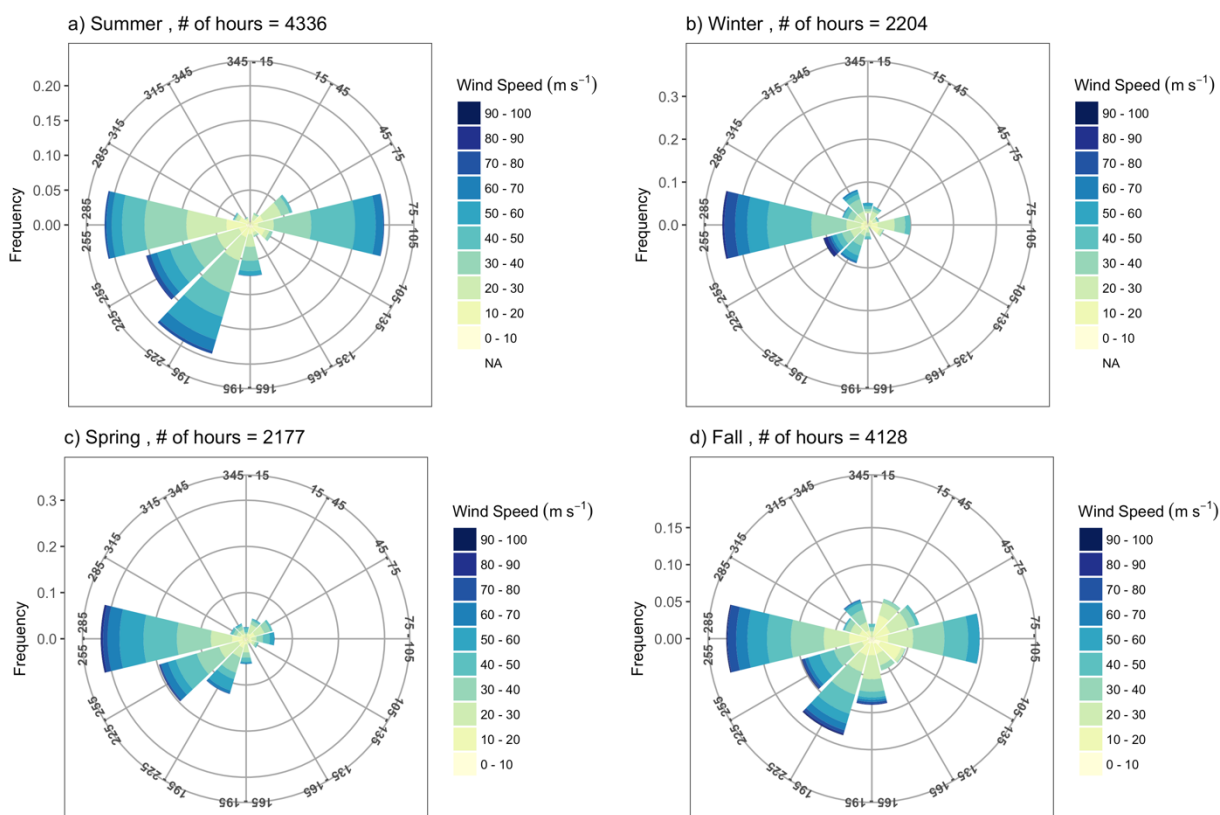 a) Summer , # of hours = 4336
345 - 15
15 - 45
45 - 75
75 - 105
105 - 135
135 - 165
165 - 195
195 - 225
225 - 255
255 - 285
285 - 315
315 - 345
0.20
0.15
0.10
0.05
0.00
Frequency
Wind Speed (m s⁻¹)
90 - 100
80 - 90
70 - 80
60 - 70
50 - 60
40 - 50
30 - 40
20 - 30
10 - 20
0 - 10
NA
b) Winter , # of hours = 2204
345 - 15
15 - 45
45 - 75
75 - 105
105 - 135
135 - 165
165 - 195
195 - 225
225 - 255
255 - 285
285 - 315
315 - 345
0.3
0.2
0.1
0.0
Frequency
Wind Speed (m s⁻¹)
90 - 100
80 - 90
70 - 80
60 - 70
50 - 60
40 - 50
30 - 40
20 - 30
10 - 20
0 - 10
NA
c) Spring , # of hours = 2177
345 - 15
15 - 45
45 - 75
75 - 105
105 - 135
135 - 165
165 - 195
195 - 225
225 - 255
255 - 285
285 - 315
315 - 345
0.3
0.2
0.1
0.0
Frequency
Wind Speed (m s⁻¹)
90 - 100
80 - 90
70 - 80
60 - 70
50 - 60
40 - 50
30 - 40
20 - 30
10 - 20
0 - 10
d) Fall , # of hours = 4128
345 - 15
15 - 45
45 - 75
75 - 105
105 - 135
135 - 165
165 - 195
195 - 225
225 - 255
255 - 285
285 - 315
315 - 345
0.15
0.10
0.05
0.00
Frequency
Wind Speed (m s⁻¹)
90 - 100
80 - 90
70 - 80
60 - 70
50 - 60
40 - 50
30 - 40
20 - 30
10 - 20
0 - 10